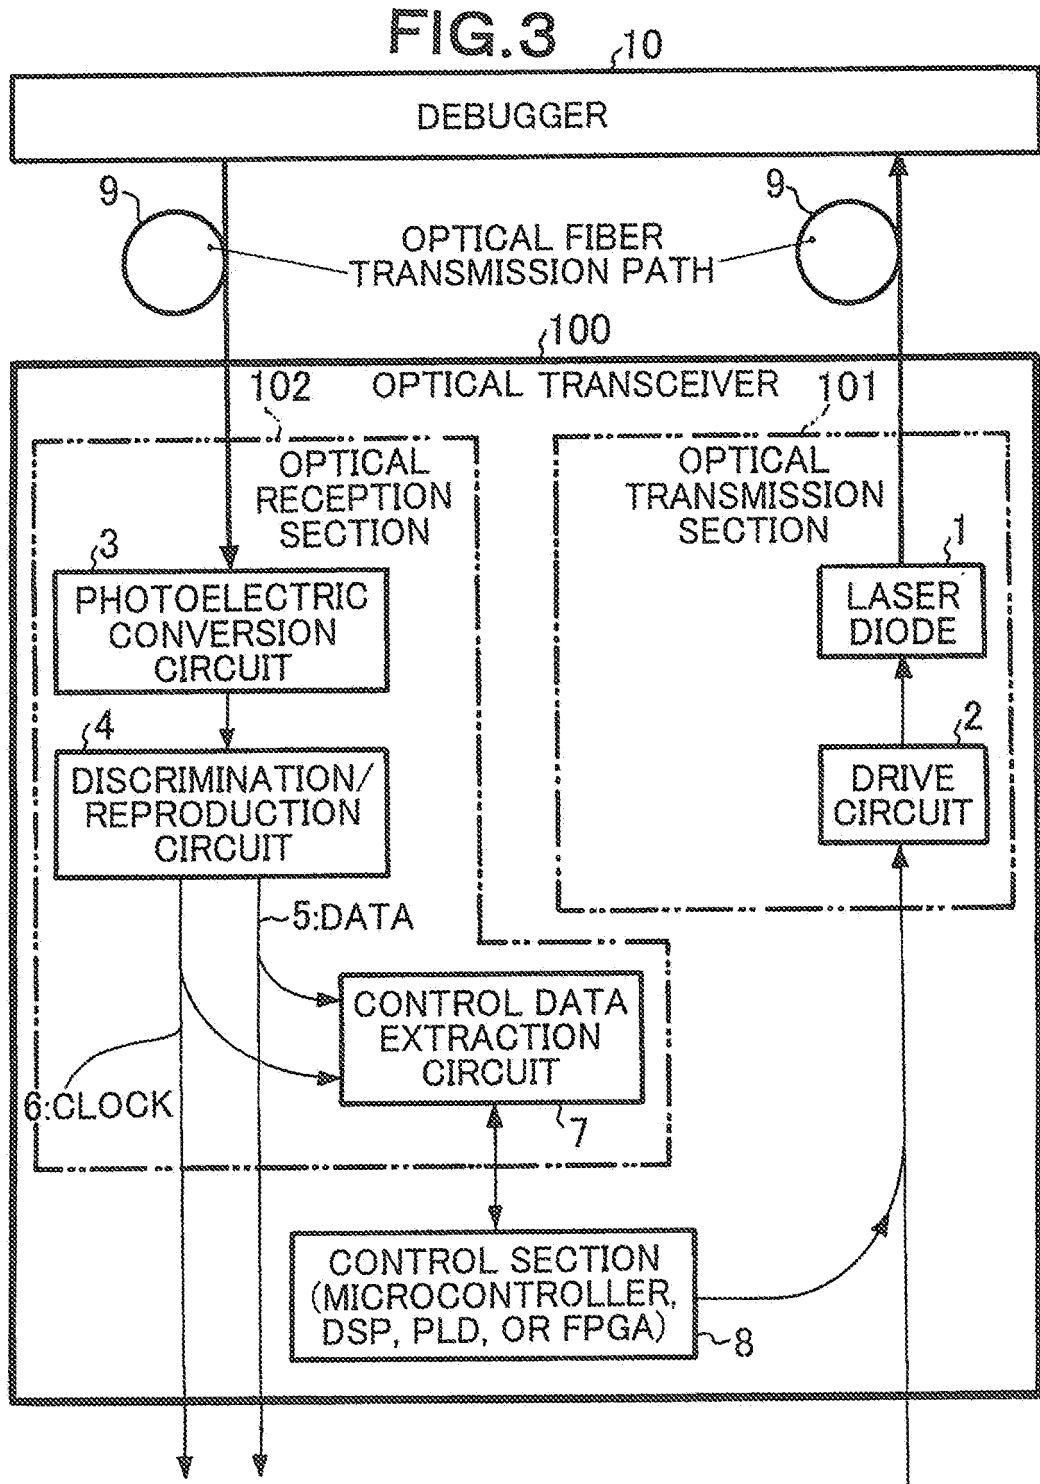 FIG.3
10
DEBUGGER
9
9
OPTICAL FIBER
TRANSMISSION PATH
100
OPTICAL TRANSCEIVER
102
101
OPTICAL
RECEPTION
SECTION
OPTICAL
TRANSMISSION
SECTION
3
PHOTOELECTRIC
CONVERSION
CIRCUIT
1
LASER
DIODE
4
DISCRIMINATION/
REPRODUCTION
CIRCUIT
2
DRIVE
CIRCUIT
5:DATA
CONTROL DATA
EXTRACTION
CIRCUIT
6:CLOCK
7
CONTROL SECTION
(MICROCONTROLLER,
DSP, PLD, OR FPGA)
8